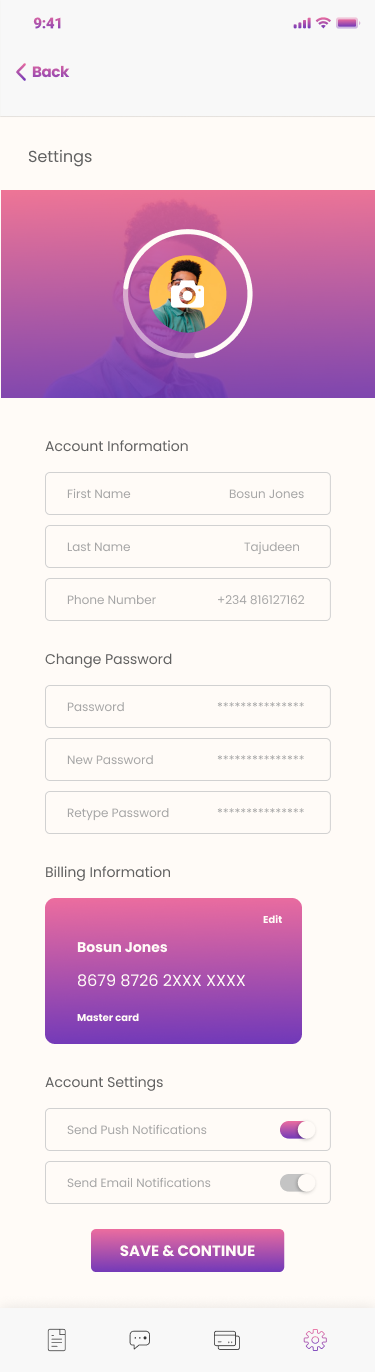 9:41
Back
Settings
Account Information
First Name Bosun Jones
Last Name Tajudeen
Phone Number +234 816127162
Change Password
Password ***************
New Password ***************
Retype Password ***************
Billing Information
Edit
Bosun Jones
8679 8726 2XXX XXXX
Master card
Account Settings
Send Push Notifications
Send Email Notifications
SAVE & CONTINUE